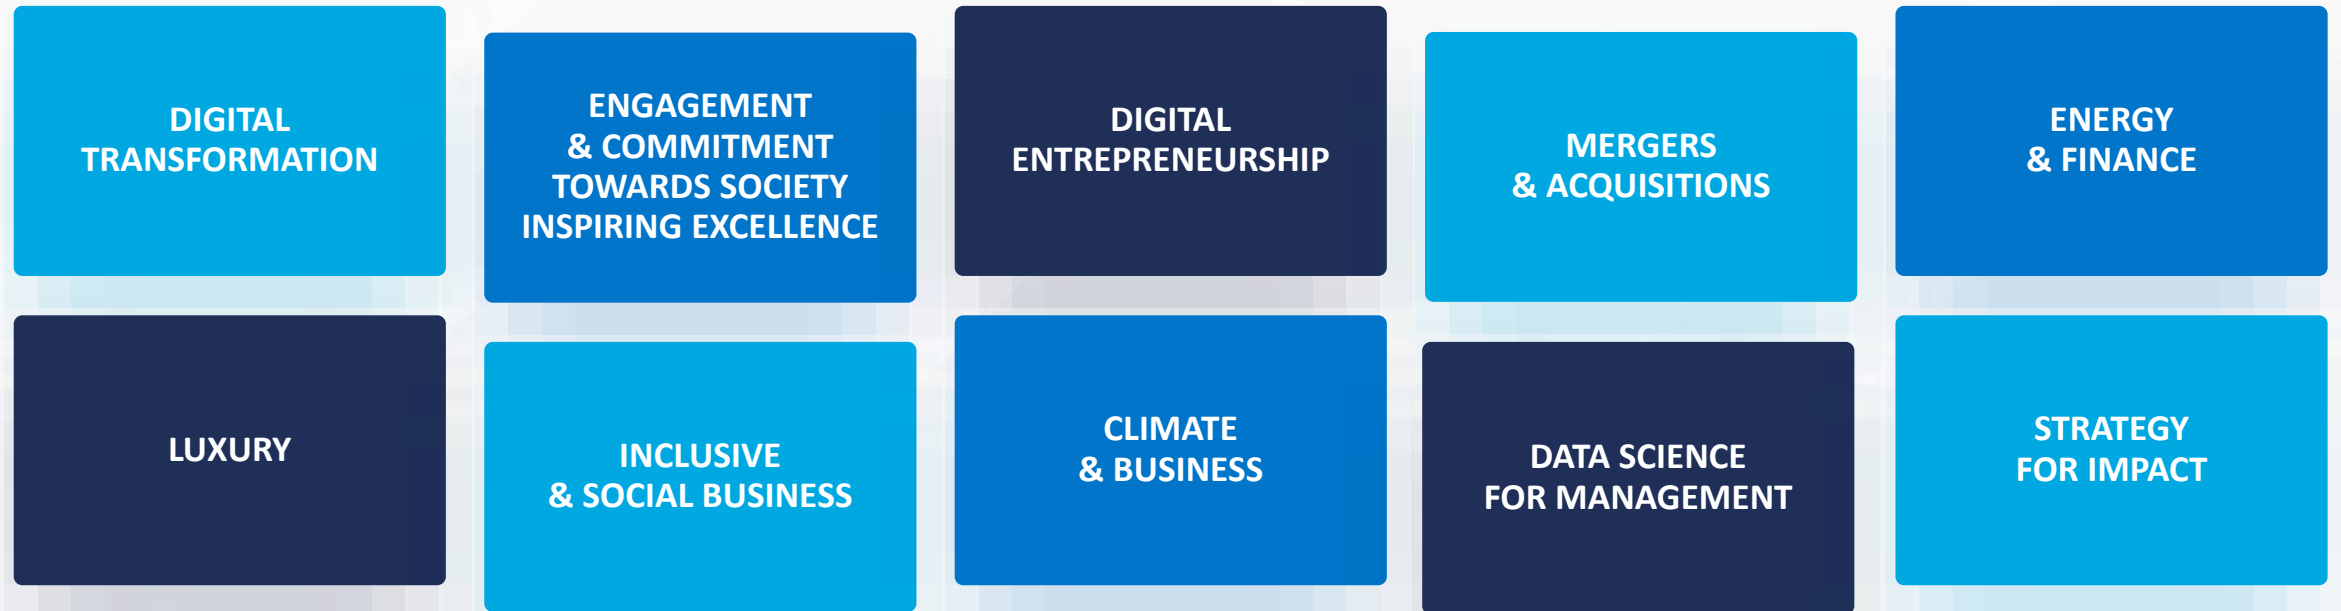 DIGITAL
TRANSFORMATION
ENGAGEMENT
& COMMITMENT
TOWARDS SOCIETY
INSPIRING EXCELLENCE
DIGITAL
ENTREPRENEURSHIP
MERGERS
& ACQUISITIONS
ENERGY
& FINANCE
LUXURY
INCLUSIVE
& SOCIAL BUSINESS
CLIMATE
& BUSINESS
DATA SCIENCE
FOR MANAGEMENT
STRATEGY
FOR IMPACT